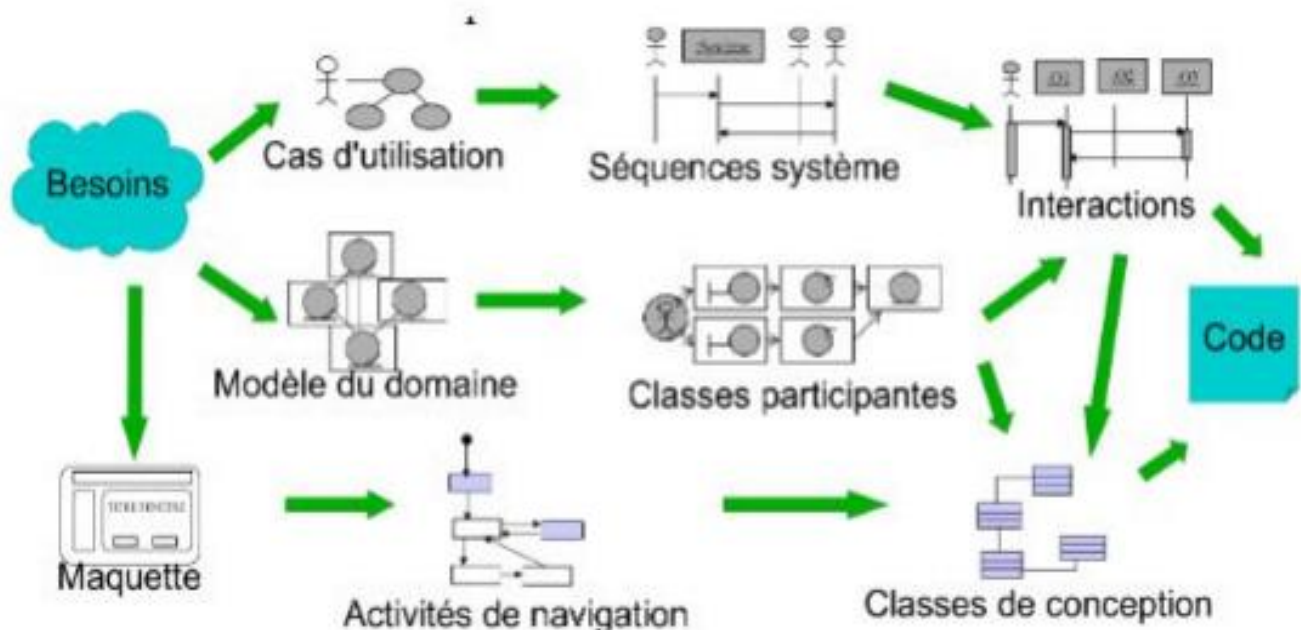 Besoins
Cas d'utilisation
Séquences système
Interactions
Modèle du domaine
Classes participantes
Code
Maquette
Activités de navigation
Classes de conception